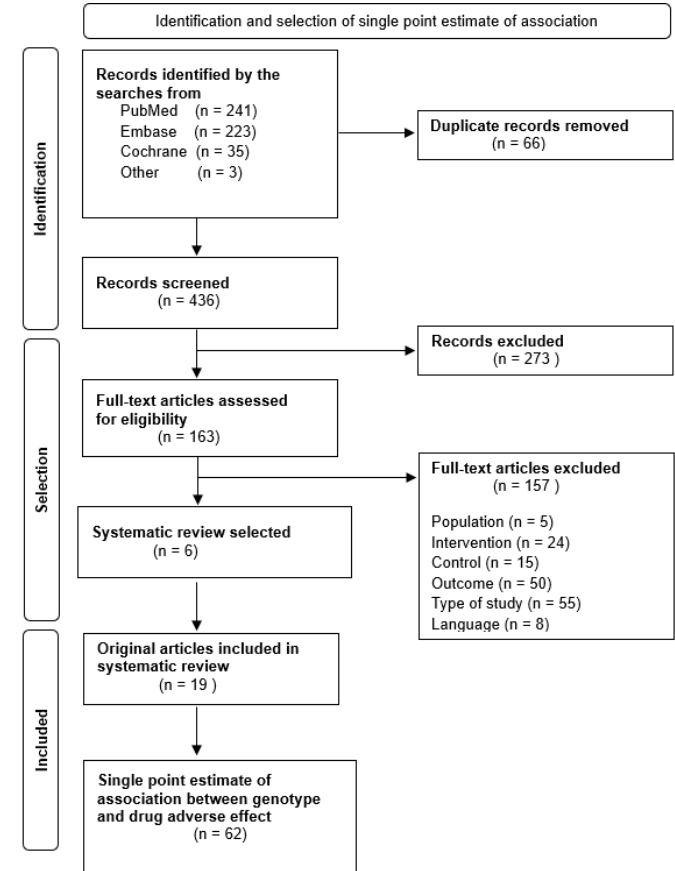 Identification and selection of single point estimate of association
Identification
Records identified by the
searches from
PubMed (n = 241)
Embase (n = 223)
Cochrane (n = 35)
Other (n = 3)
Duplicate records removed
(n = 66)
Records screened
(n = 436)
Records excluded
(n = 273 )
Selection
Full-text articles assessed
for eligibility
(n = 163)
Full-text articles excluded
(n = 157 )
Population (n = 5)
Intervention (n = 24)
Control (n = 15)
Outcome (n = 50)
Type of study (n = 55)
Language (n = 8)
Systematic review selected
(n = 6)
Included
Original articles included in
systematic review
(n = 19 )
Single point estimate of
association between genotype
and drug adverse effect
(n = 62)